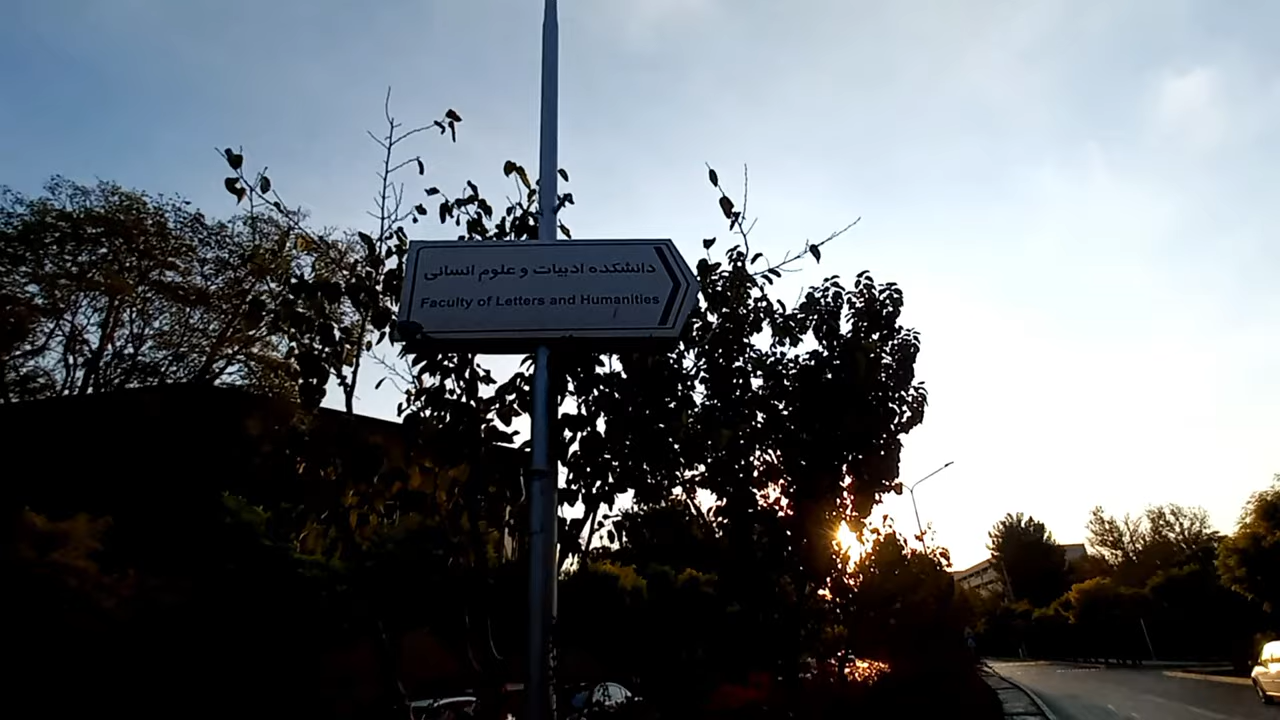 دانشکده ادبیات و علوم انسانی
Faculty of Letters and Humanities